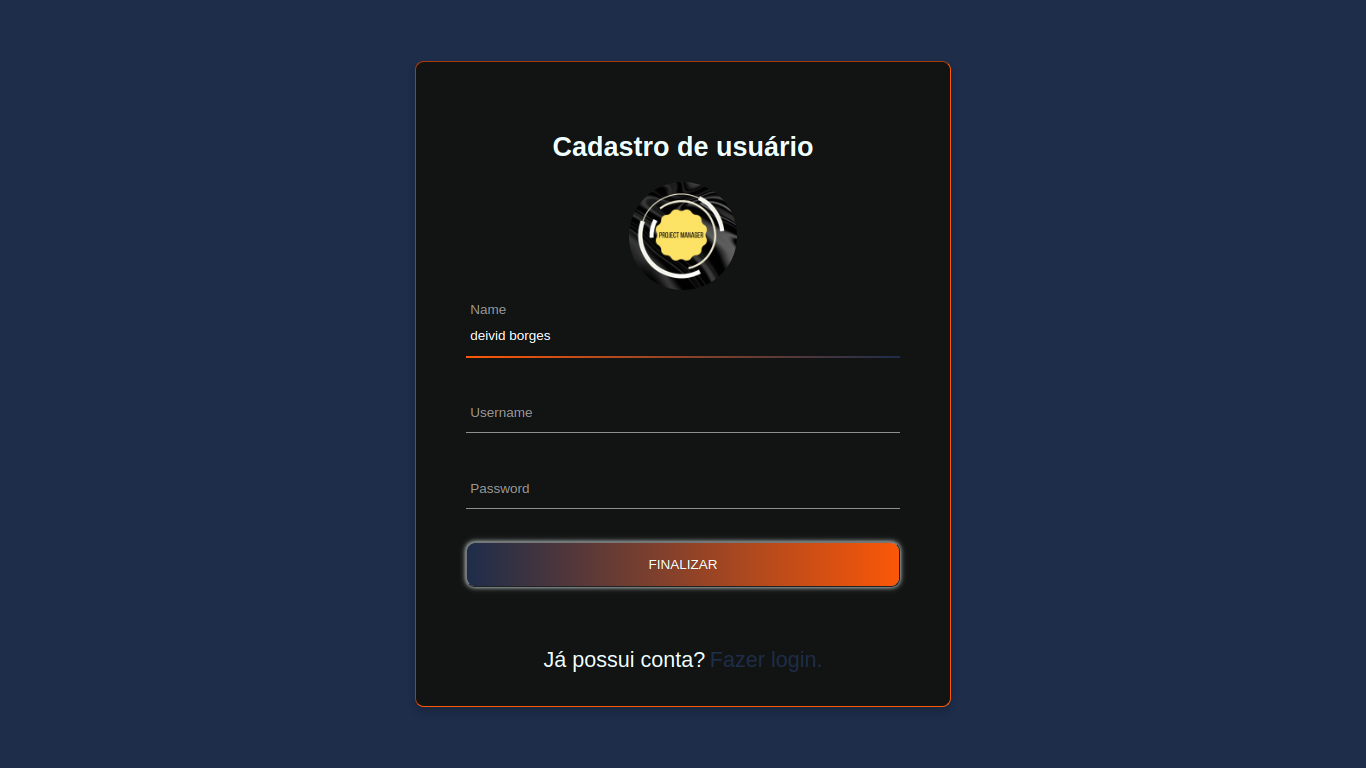 Cadastro de usuário
PROJECT MANAGER
Name
deivid borges
Username
Password
FINALIZAR
Já possui conta? Fazer login.